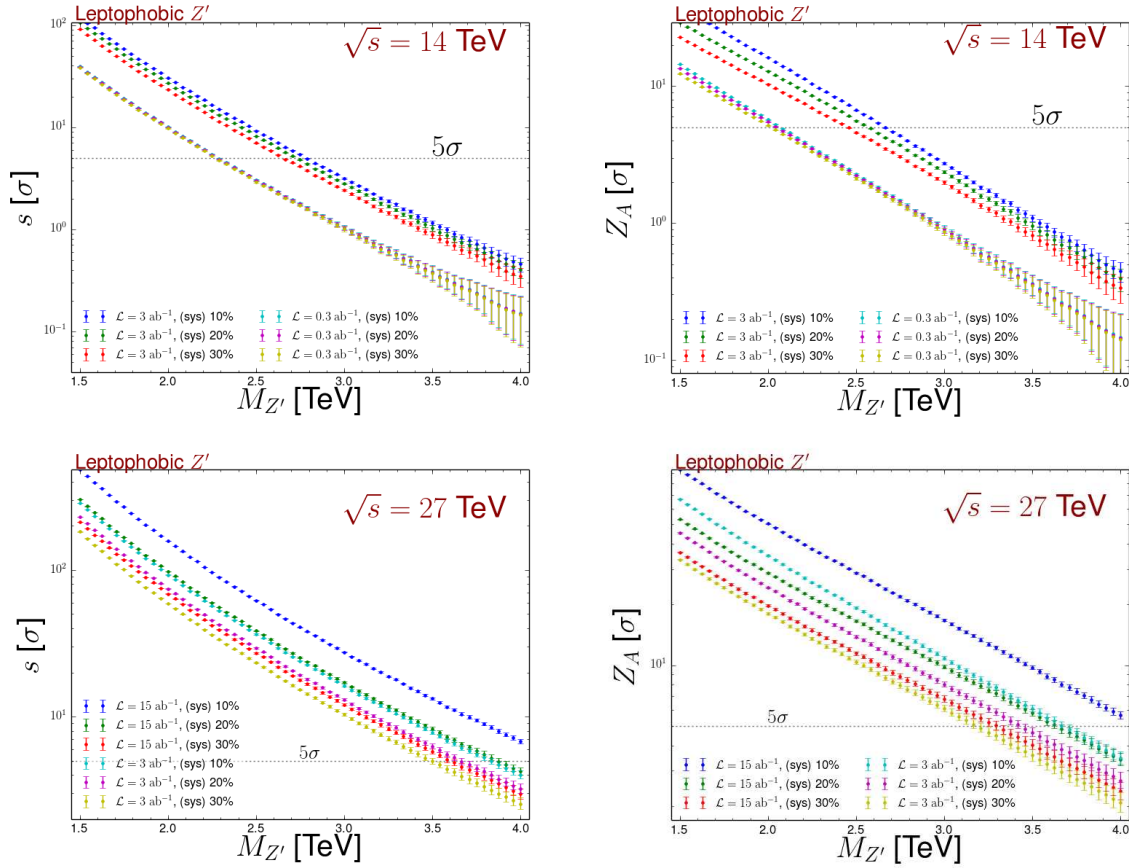 Leptophobic Z′
√s = 14 TeV
s [σ]
10²
10¹
10⁰
10⁻¹
5σ
ℒ = 3 ab⁻¹, (sys) 10%
ℒ = 3 ab⁻¹, (sys) 20%
ℒ = 3 ab⁻¹, (sys) 30%
ℒ = 0.3 ab⁻¹, (sys) 10%
ℒ = 0.3 ab⁻¹, (sys) 20%
ℒ = 0.3 ab⁻¹, (sys) 30%
1.5 2.0 2.5 3.0 3.5 4.0
M_Z′ [TeV]
Leptophobic Z′
√s = 14 TeV
Z_A [σ]
10¹
10⁰
10⁻¹
5σ
ℒ = 3 ab⁻¹, (sys) 10%
ℒ = 3 ab⁻¹, (sys) 20%
ℒ = 3 ab⁻¹, (sys) 30%
ℒ = 0.3 ab⁻¹, (sys) 10%
ℒ = 0.3 ab⁻¹, (sys) 20%
ℒ = 0.3 ab⁻¹, (sys) 30%
1.5 2.0 2.5 3.0 3.5 4.0
M_Z′ [TeV]
Leptophobic Z′
√s = 27 TeV
s [σ]
10²
10¹
5σ
ℒ = 15 ab⁻¹, (sys) 10%
ℒ = 15 ab⁻¹, (sys) 20%
ℒ = 15 ab⁻¹, (sys) 30%
ℒ = 3 ab⁻¹, (sys) 10%
ℒ = 3 ab⁻¹, (sys) 20%
ℒ = 3 ab⁻¹, (sys) 30%
1.5 2.0 2.5 3.0 3.5 4.0
M_Z′ [TeV]
Leptophobic Z′
√s = 27 TeV
Z_A [σ]
10¹
5σ
ℒ = 15 ab⁻¹, (sys) 10%
ℒ = 15 ab⁻¹, (sys) 20%
ℒ = 15 ab⁻¹, (sys) 30%
ℒ = 3 ab⁻¹, (sys) 10%
ℒ = 3 ab⁻¹, (sys) 20%
ℒ = 3 ab⁻¹, (sys) 30%
1.5 2.0 2.5 3.0 3.5 4.0
M_Z′ [TeV]